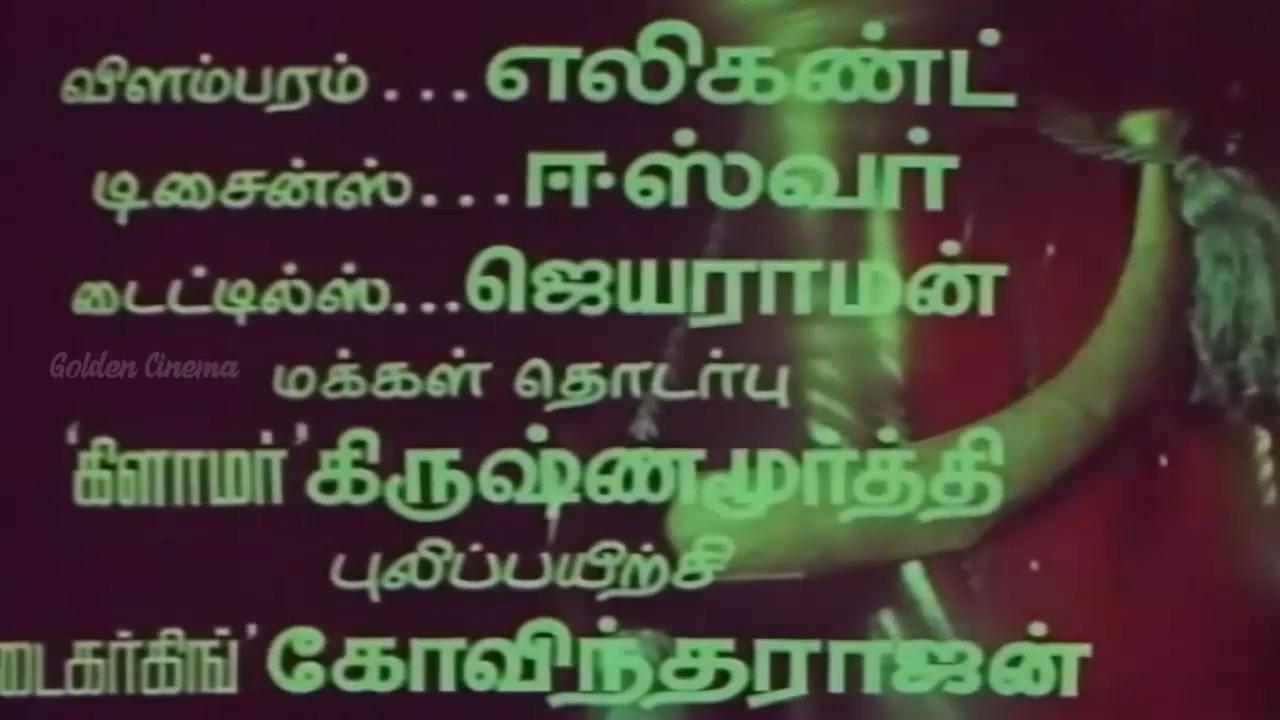 விளம்பரம்... எலிகண்ட்
டிசைன்ஸ்... ஈஸ்வர்
டைட்டில்ஸ்... ஜெயராமன்
Golden Cinema
மக்கள் தொடர்பு
'கிளாமர்' கிருஷ்ணமூர்த்தி
புலிப்பயிற்சி
டைகர்கிங்' கோவிந்தராஜன்